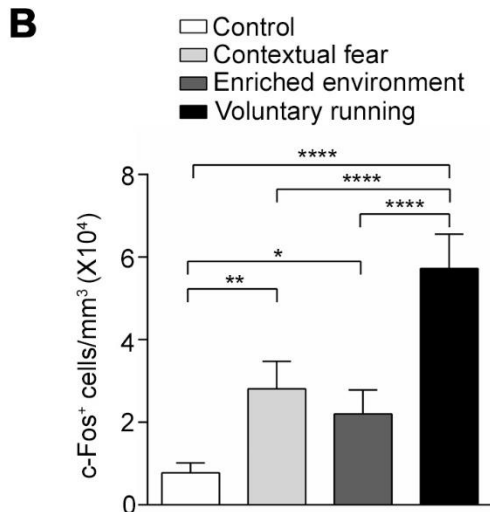 B
Control
Contextual fear
Enriched environment
Voluntary running
c-Fos⁺ cells/mm³ (X10⁴)
8
6
4
2
0
****
****
****
*
**